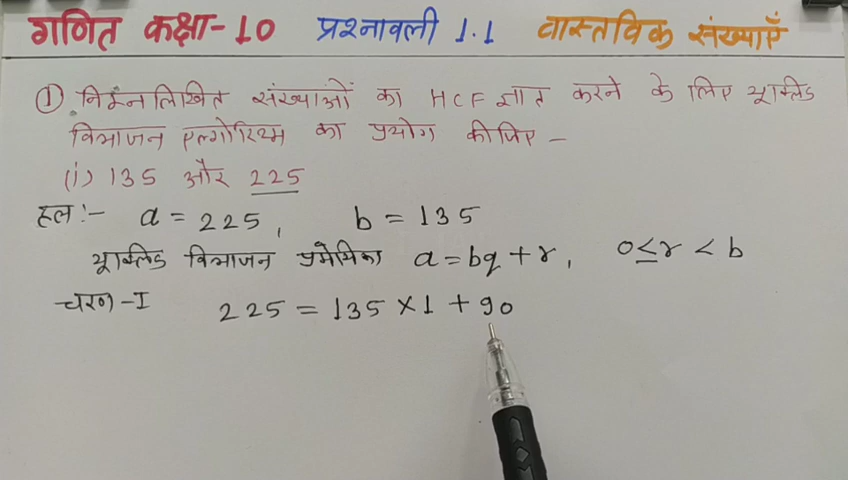 गणित कक्षा-10 प्रश्नावली 1.1 वास्तविक संख्याएँ
① निम्नलिखित संख्याओं का HCF ज्ञात करने के लिए यूक्लिड
विभाजन एल्गोरिथ्म का प्रयोग कीजिए -
(i) 135 और 225
हल :- a = 225, b = 135
यूक्लिड विभाजन प्रमेयिका a = bq + r, 0 ≤ r < b
चरण - I 225 = 135 × 1 + 90